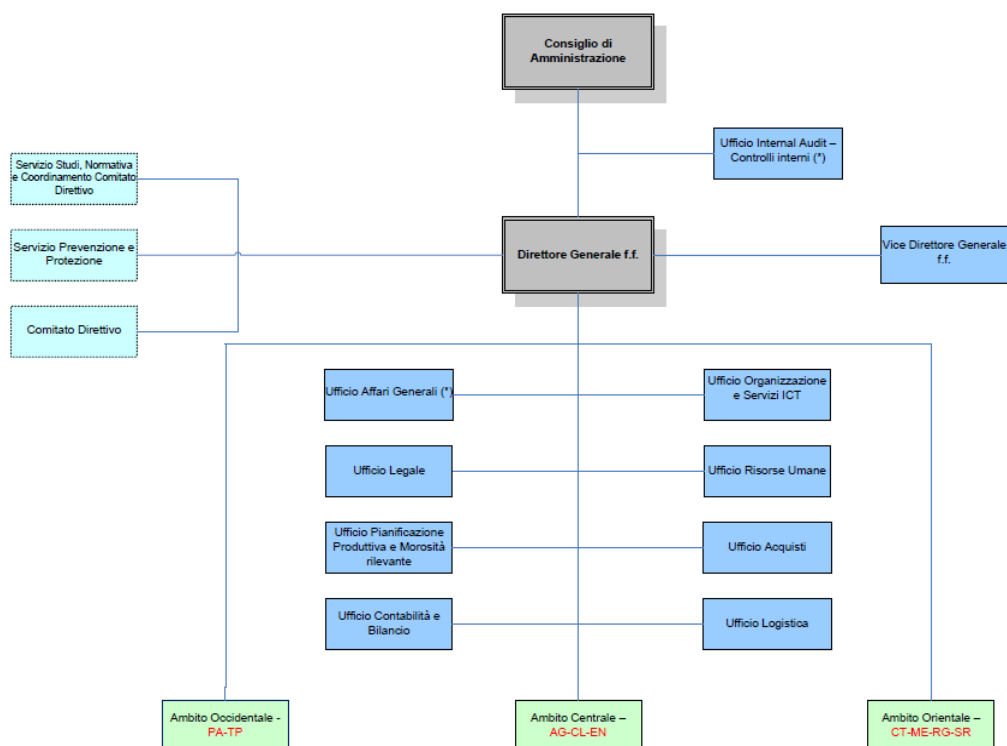 Consiglio di
Amministrazione
Ufficio Internal Audit –
Controlli interni (*)
Servizio Studi, Normativa
e Coordinamento Comitato
Direttivo
Servizio Prevenzione e
Protezione
Direttore Generale f.f.
Vice Direttore Generale
f.f.
Comitato Direttivo
Ufficio Affari Generali (*)
Ufficio Organizzazione
e Servizi ICT
Ufficio Legale
Ufficio Risorse Umane
Ufficio Pianificazione
Produttiva e Morosità
rilevante
Ufficio Acquisti
Ufficio Contabilità e
Bilancio
Ufficio Logistica
Ambito Occidentale -
PA-TP
Ambito Centrale –
AG-CL-EN
Ambito Orientale –
CT-ME-RG-SR